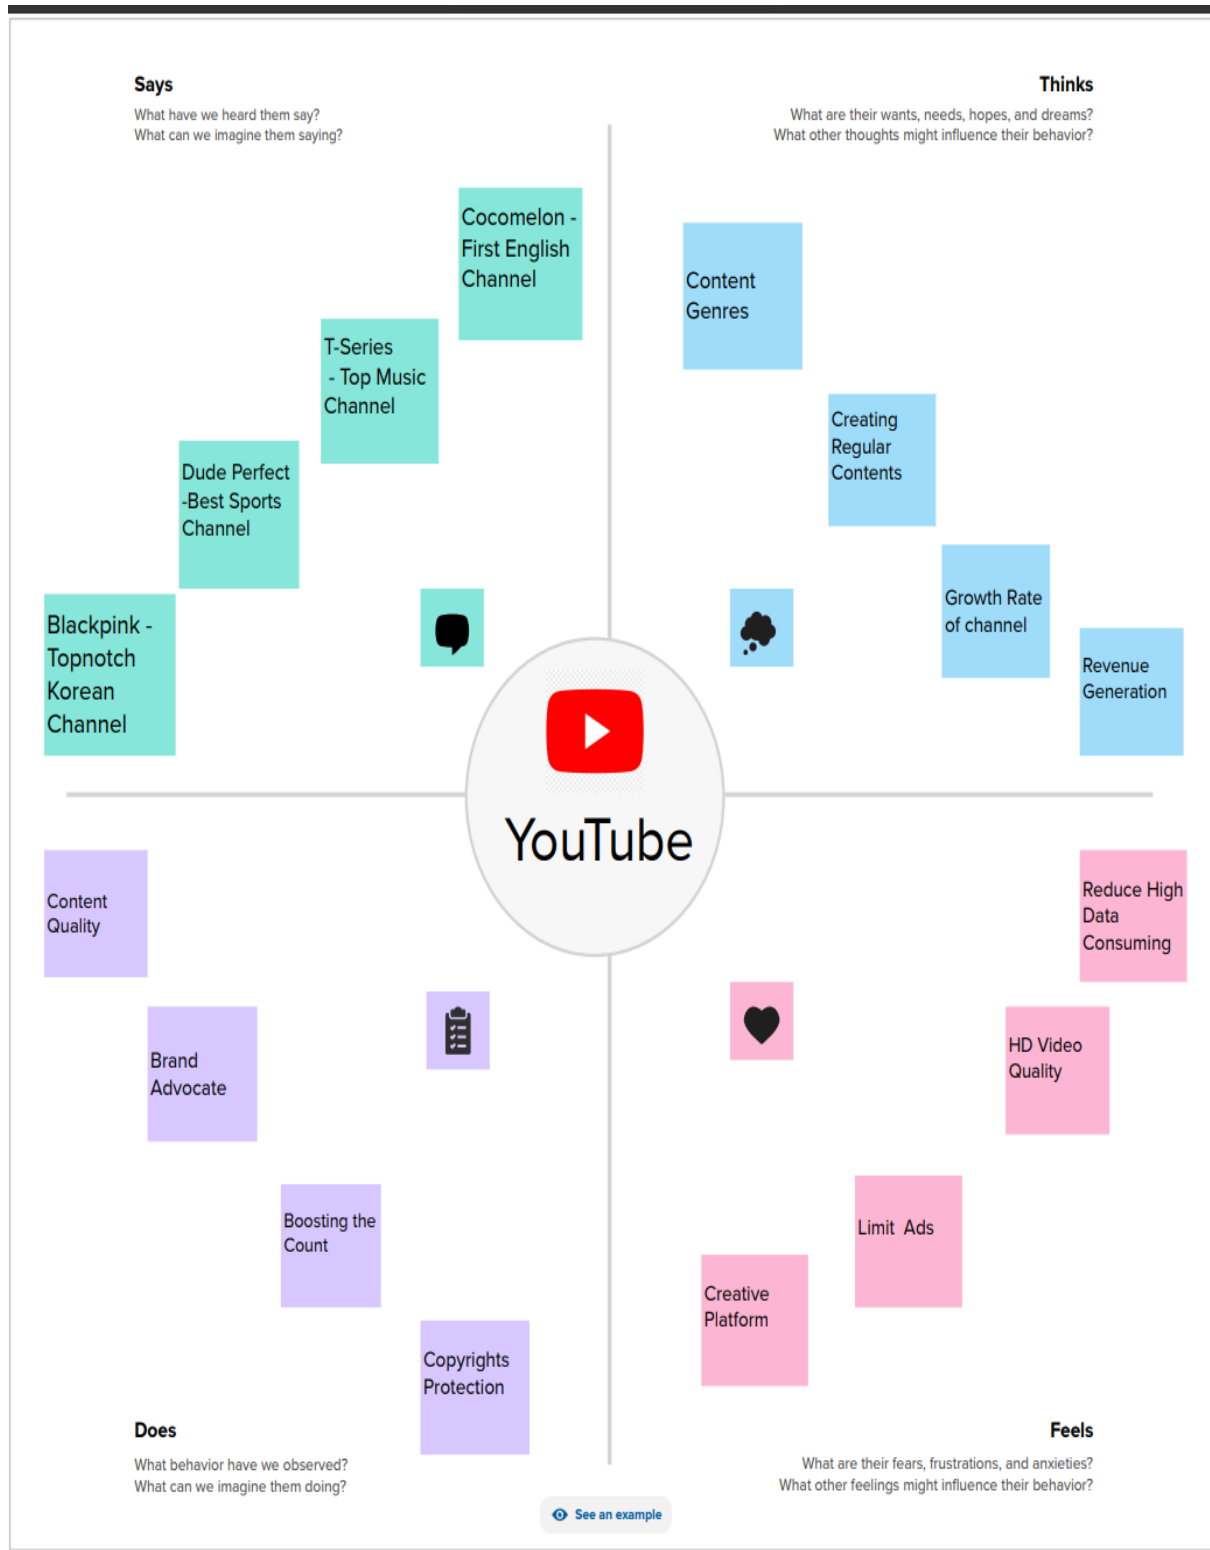 Says
What have we heard them say?
What can we imagine them saying?
Thinks
What are their wants, needs, hopes, and dreams?
What other thoughts might influence their behavior?
Cocomelon -
First English
Channel
T-Series
- Top Music
Channel
Dude Perfect
-Best Sports
Channel
Blackpink -
Topnotch
Korean
Channel
Content
Genres
Creating
Regular
Contents
Growth Rate
of channel
Revenue
Generation
YouTube
Content
Quality
Brand
Advocate
Boosting the
Count
Copyrights
Protection
Reduce High
Data
Consuming
HD Video
Quality
Limit  Ads
Creative
Platform
Does
What behavior have we observed?
What can we imagine them doing?
Feels
What are their fears, frustrations, and anxieties?
What other feelings might influence their behavior?
See an example